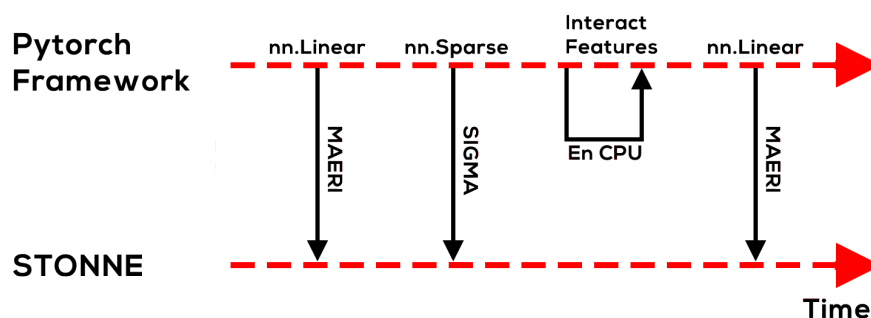 Pytorch
Framework
nn.Linear
nn.Sparse
Interact
Features
nn.Linear
MAERI
SIGMA
En CPU
MAERI
STONNE
Time